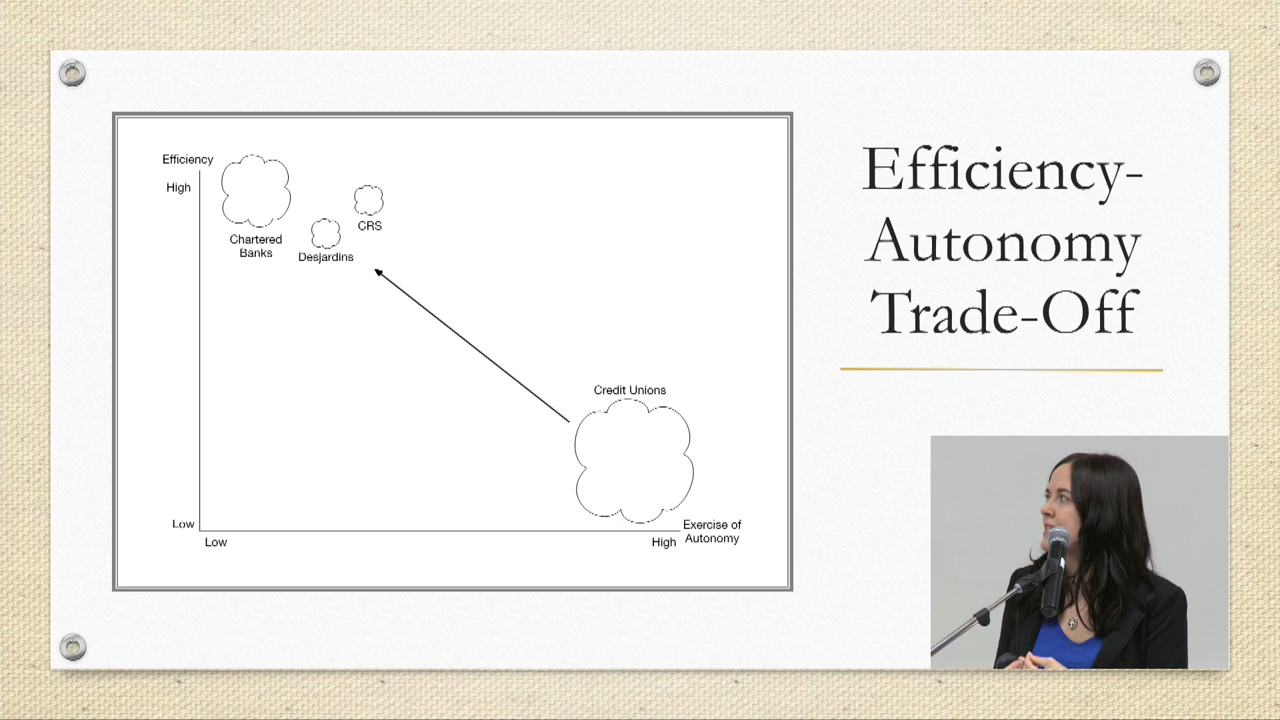 Efficiency-
Autonomy
Trade-Off
Efficiency
High
Chartered
Banks
Desjardins
CRS
Credit Unions
Low
Low
High
Exercise of
Autonomy